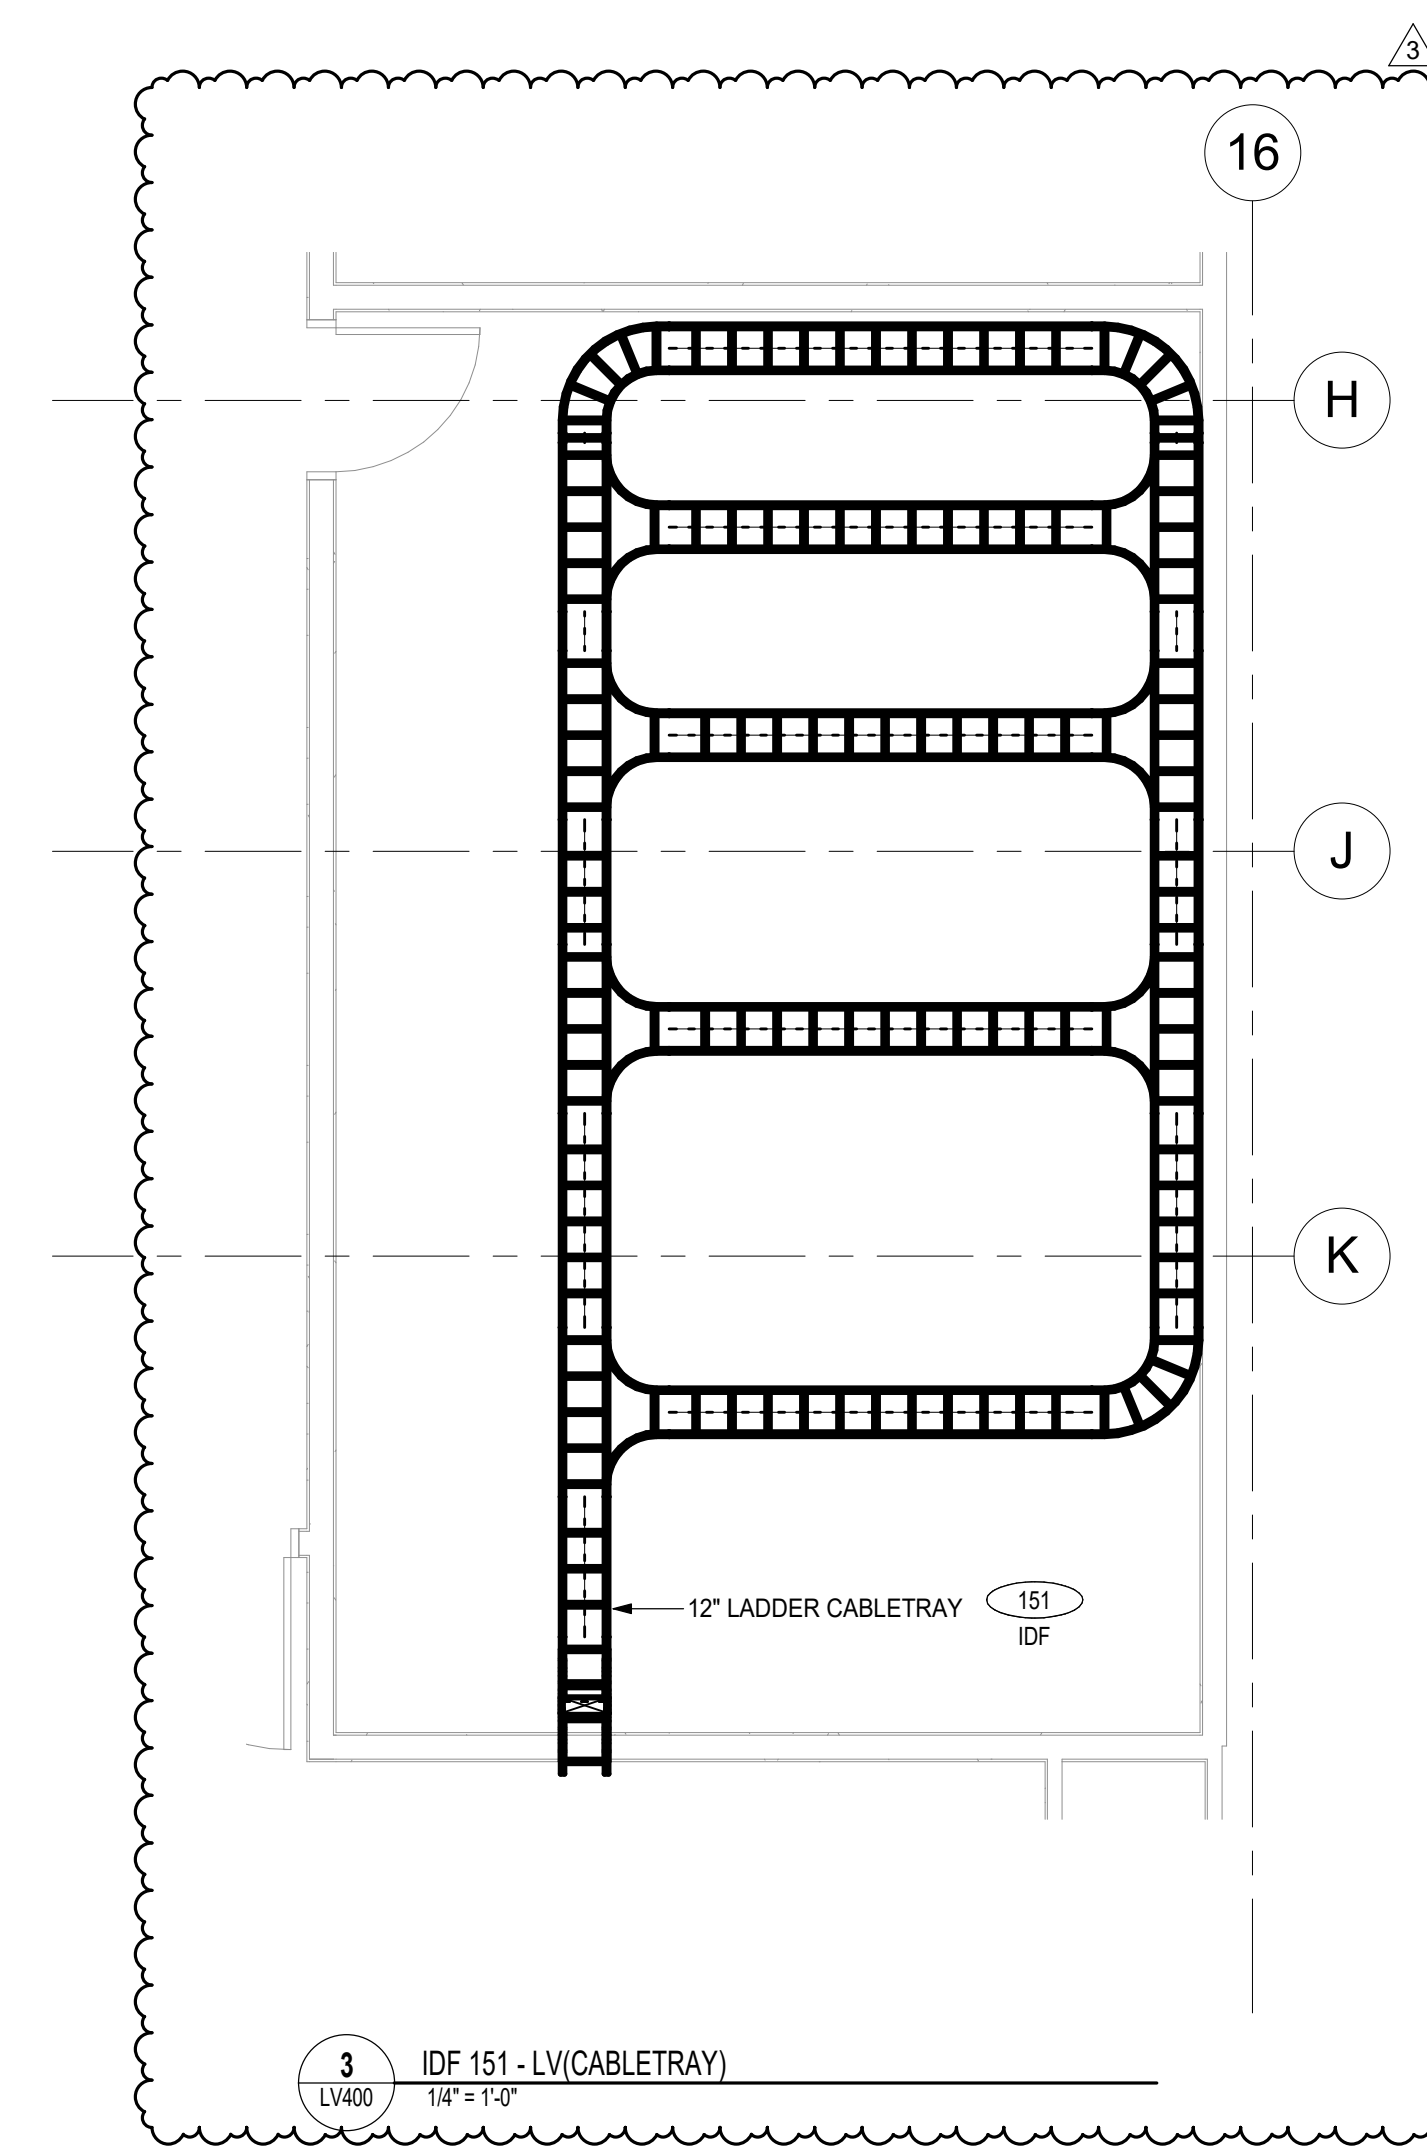 3
16
H
J
K
12" LADDER CABLETRAY
151
IDF
3
IDF 151 - LV(CABLETRAY)
LV400
1/4" = 1'-0"